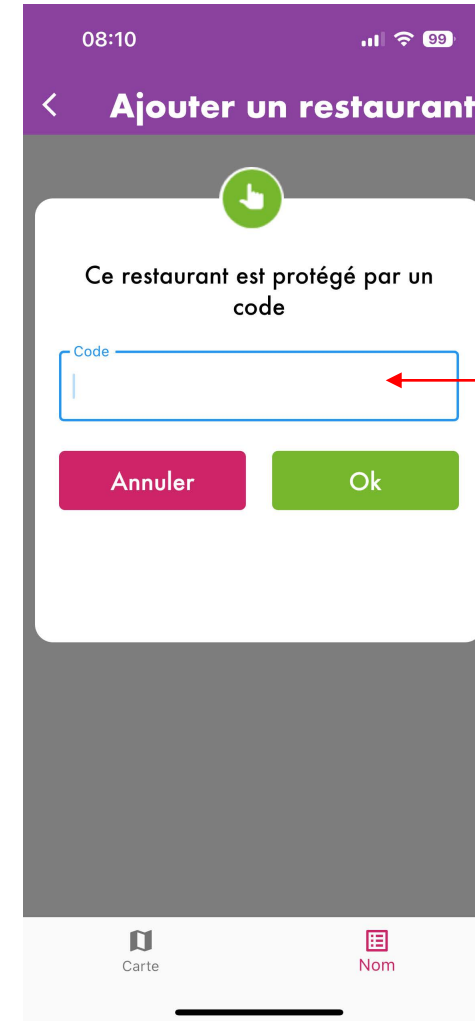 08:10
99
Ajouter un restaurant
Ce restaurant est protégé par un
code
Code
Annuler
Ok
Carte
Nom